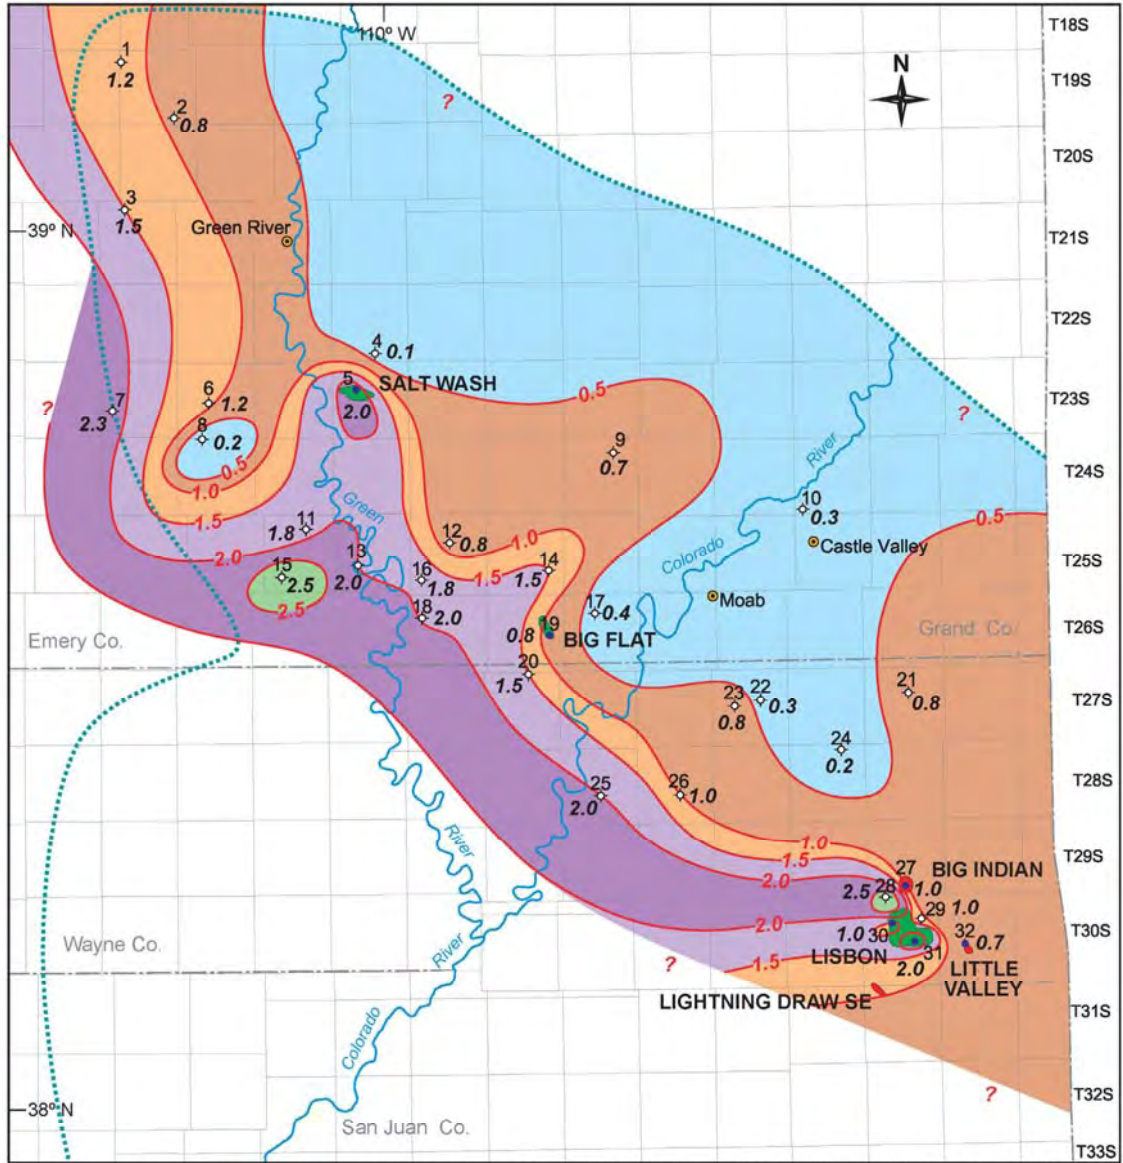 110° W
T18S
1
1.2
N
T19S
2
0.8
?
T20S
3
1.5
Green River
39° N
T21S
T22S
4
0.1
5
SALT WASH
2.0
0.5
T23S
6
1.2
7
2.3
?
?
8
0.2
0.5
9
0.7
River
T24S
1.0
1.5
Green
10
0.3
0.5
11
1.8
12
0.8
1.0
Castle Valley
2.0
13
2.0
14
1.5
1.5
Colorado
T25S
15
2.5
2.5
16
1.8
17
0.4
Moab
18
2.0
19
0.8
BIG FLAT
Emery Co.
Grand Co.
T26S
20
1.5
21
0.8
22
0.3
23
0.8
T27S
24
0.2
25
2.0
26
1.0
T28S
River
1.0
1.5
2.0
T29S
27
1.0
BIG INDIAN
28
2.5
29
1.0
2.0
Wayne Co.
River
1.0
30
32
0.7
T30S
?
1.5
LISBON
31
2.0
LITTLE
VALLEY
LIGHTNING DRAW SE
T31S
Colorado
?
T32S
38° N
San Juan Co.
T33S